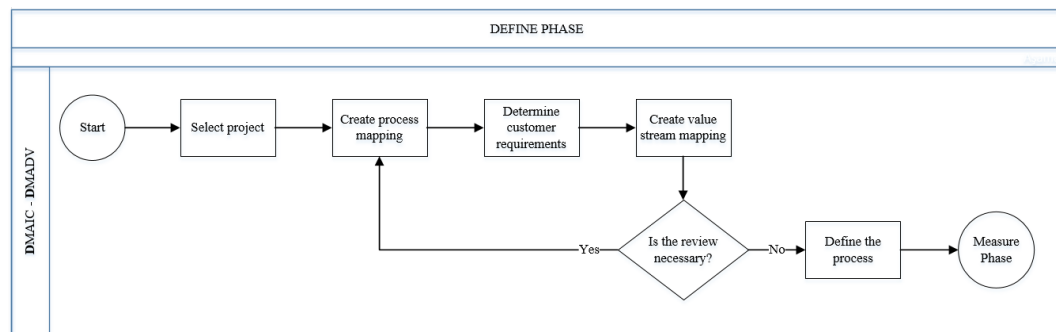 DEFINE PHASE
DMAIC - DMADV
Start
Select project
Create process
mapping
Determine
customer
requirements
Create value
stream mapping
Is the review
necessary?
Yes
No
Define the
process
Measure
Phase